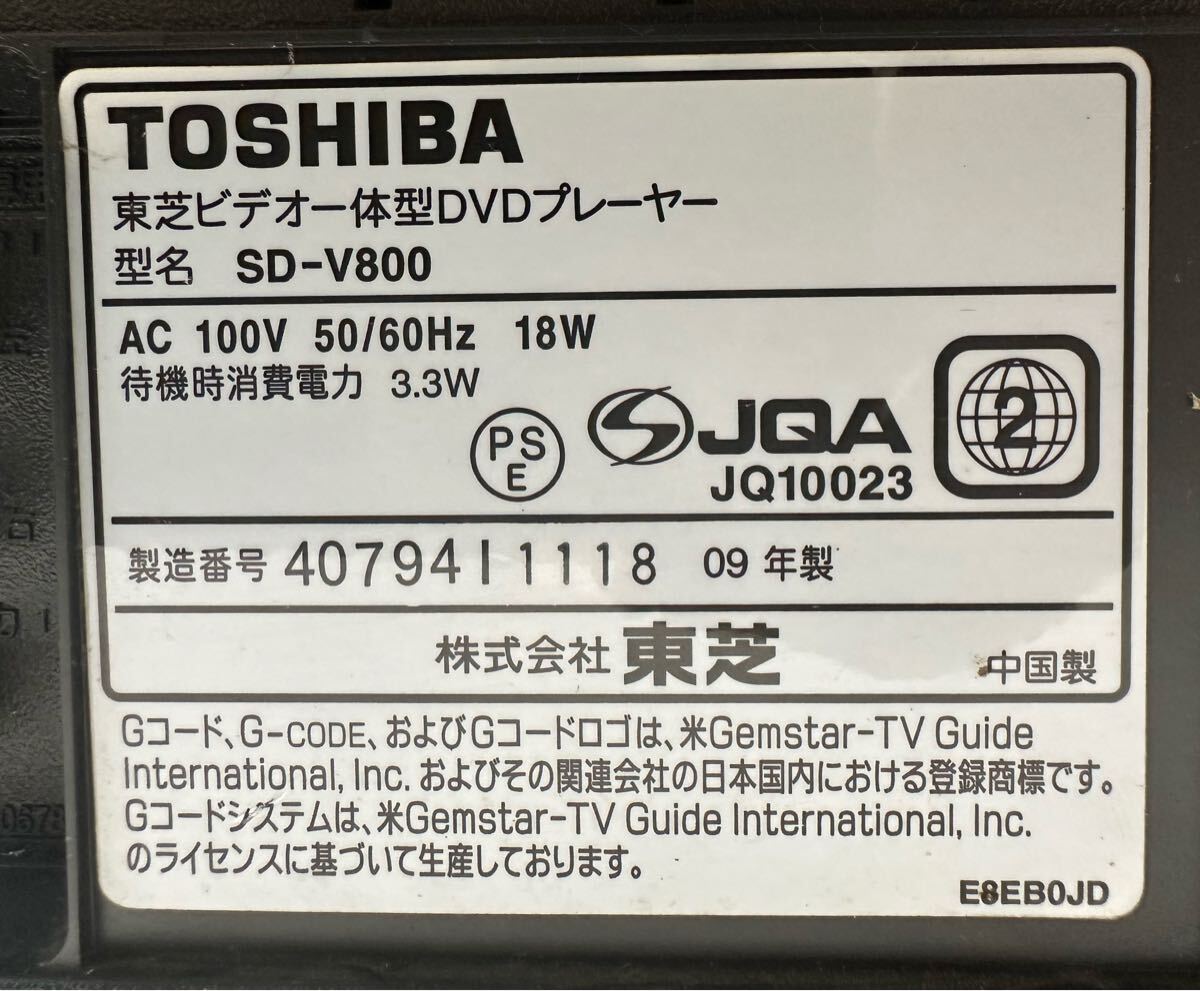 TOSHIBA
東芝ビデオ一体型DVDプレーヤー
型名 SD-V800
AC 100V 50/60Hz 18W
待機時消費電力 3.3W
PS
E
JQA
JQ10023
2
製造番号 40794I1118 09 年製
株式会社 東芝
中国製
Gコード、G-CODE、およびGコードロゴは、米Gemstar-TV Guide
International, Inc. およびその関連会社の日本国内における登録商標です。
Gコードシステムは、米Gemstar-TV Guide International, Inc.
のライセンスに基づいて生産しております。
E8EB0JD